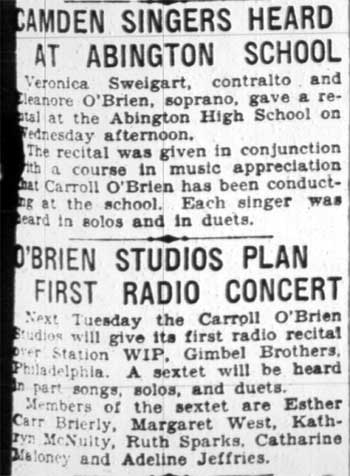 CAMDEN SINGERS HEARD
AT ABINGTON SCHOOL
Veronica Sweigart, contralto and
Eleanore O'Brien, soprano, gave a re-
cital at the Abington High School on
Wednesday afternoon.
The recital was given in conjunction
with a course in music appreciation
that Carroll O'Brien has been conduct-
ing at the school. Each singer was
heard in solos and in duets.
O'BRIEN STUDIOS PLAN
FIRST RADIO CONCERT
Next Tuesday the Carroll O'Brien
Studios will give its first radio recital
over Station WIP, Gimbel Brothers,
Philadelphia. A sextet will be heard
in part songs, solos, and duets.
Members of the sextet are Esther
Carr Brierly, Margaret West, Kath-
ryn McNulty, Ruth Sparks, Catharine
Maloney and Adeline Jeffries.